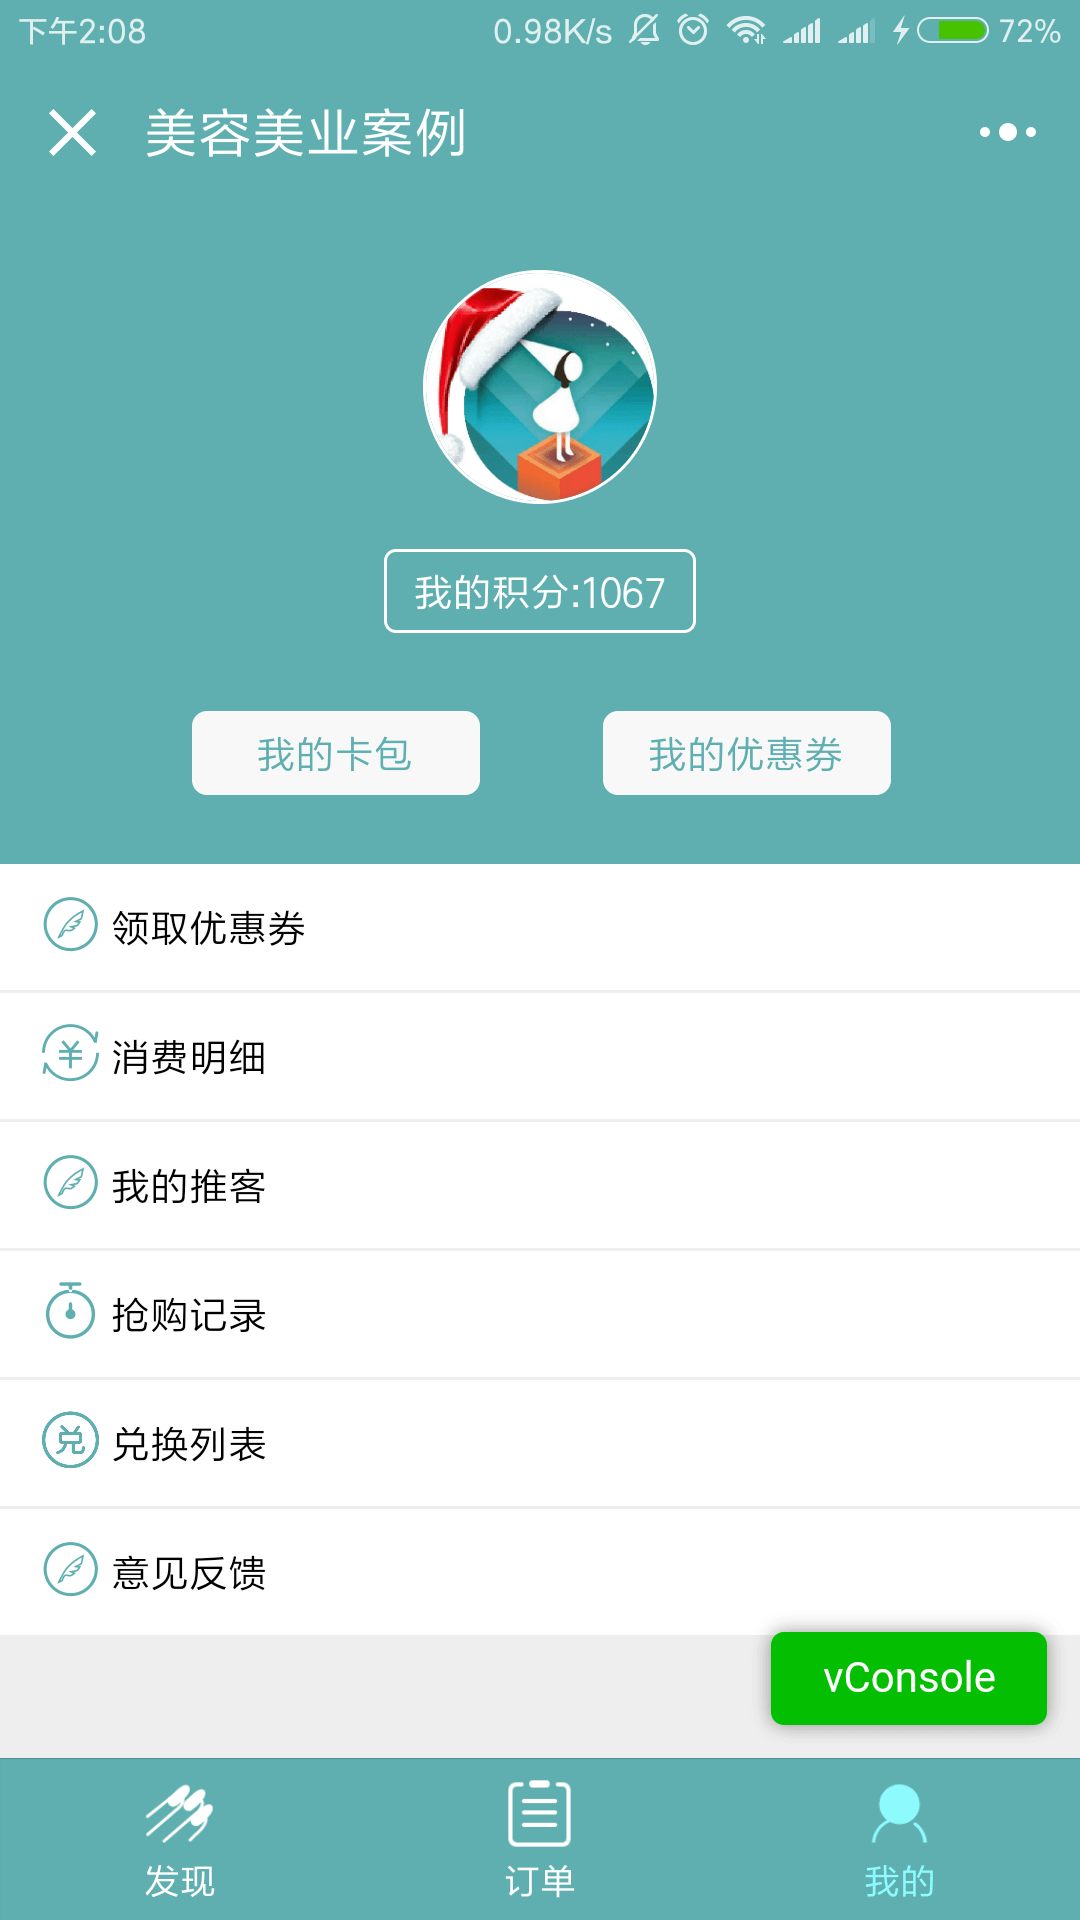 下午2:08 0.98K/s 72%
美容美业案例
我的积分:1067
我的卡包 我的优惠券
领取优惠券
消费明细
我的推客
抢购记录
兑 兑换列表
意见反馈
vConsole
发现 订单 我的